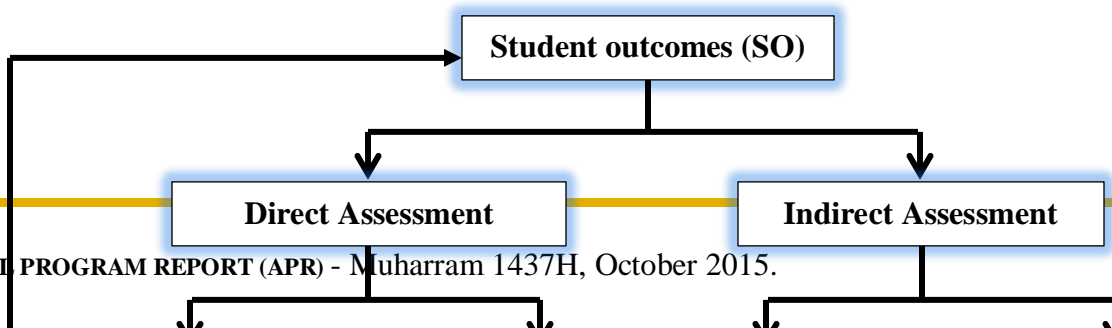 Student outcomes (SO)
Direct Assessment
Indirect Assessment
PROGRAM REPORT (APR) - Muharram 1437H, October 2015.